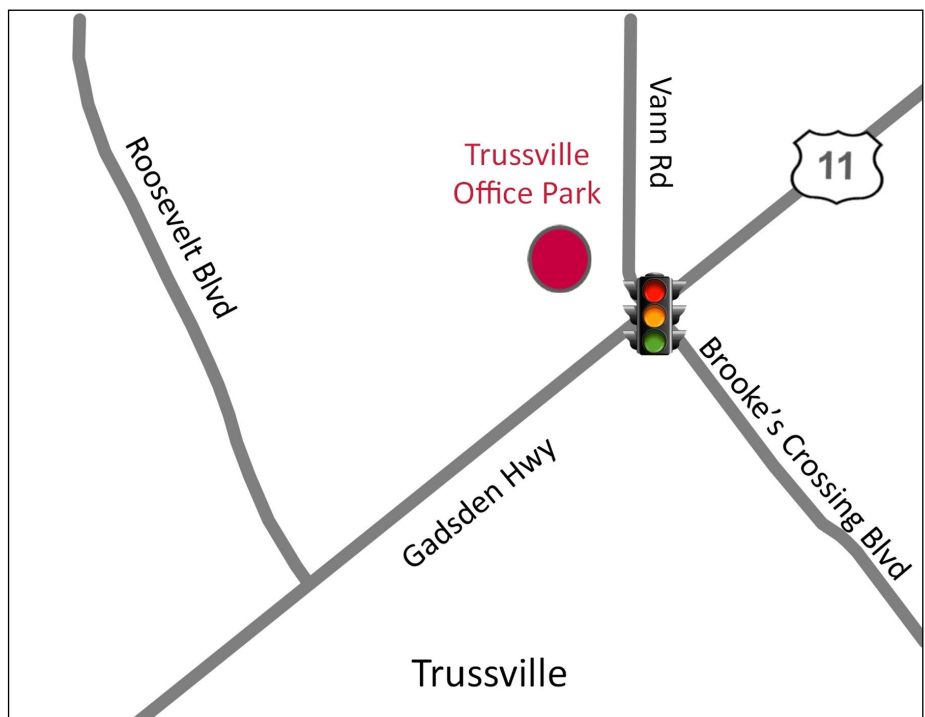 Vann Rd
Roosevelt Blvd
Trussville
Office Park
11
Brooke's Crossing Blvd
Gadsden Hwy
Trussville